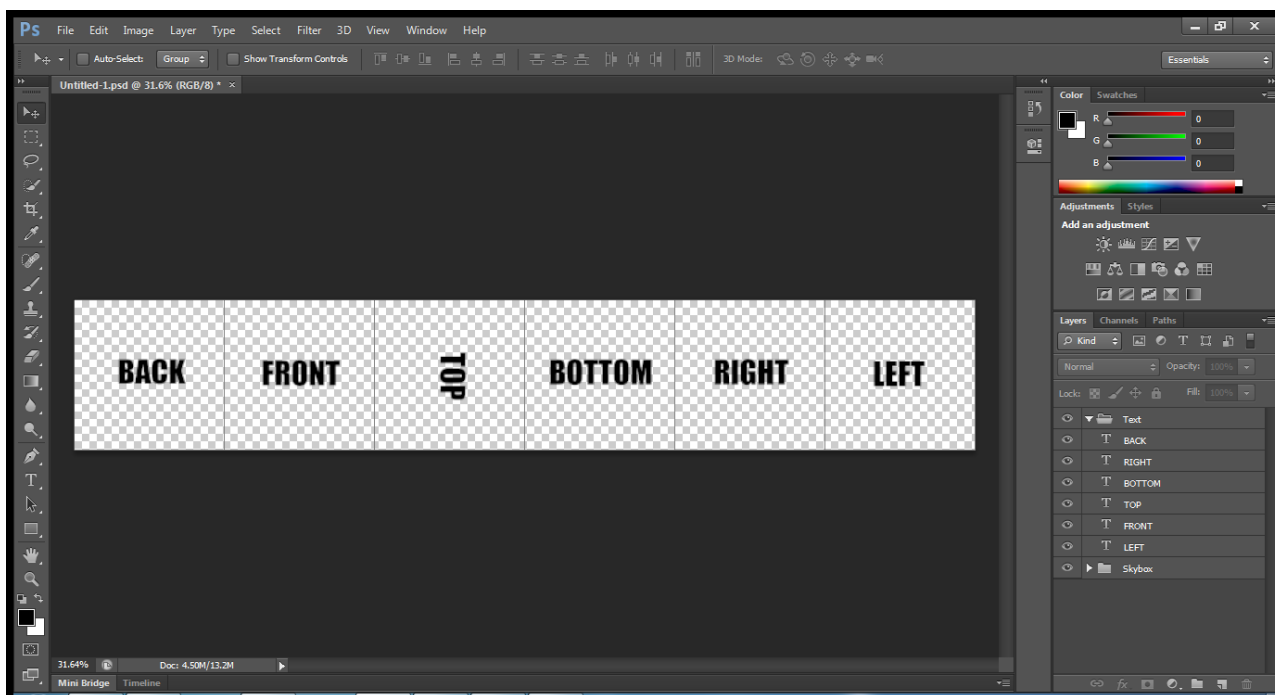 Ps File Edit Image Layer Type Select Filter 3D View Window Help
Auto-Select: Group Show Transform Controls 3D Mode: Essentials
Untitled-1.psd @ 31.6% (RGB/8) * ×
Color Swatches
R 0
G 0
B 0
Adjustments Styles
Add an adjustment
BACK FRONT TOP BOTTOM RIGHT LEFT
Layers Channels Paths
Kind
Normal Opacity: 100%
Lock: Fill: 100%
Text
T BACK
T RIGHT
T BOTTOM
T TOP
T FRONT
T LEFT
Skybox
31.64% Doc: 4.50M/13.2M
Mini Bridge Timeline
fx